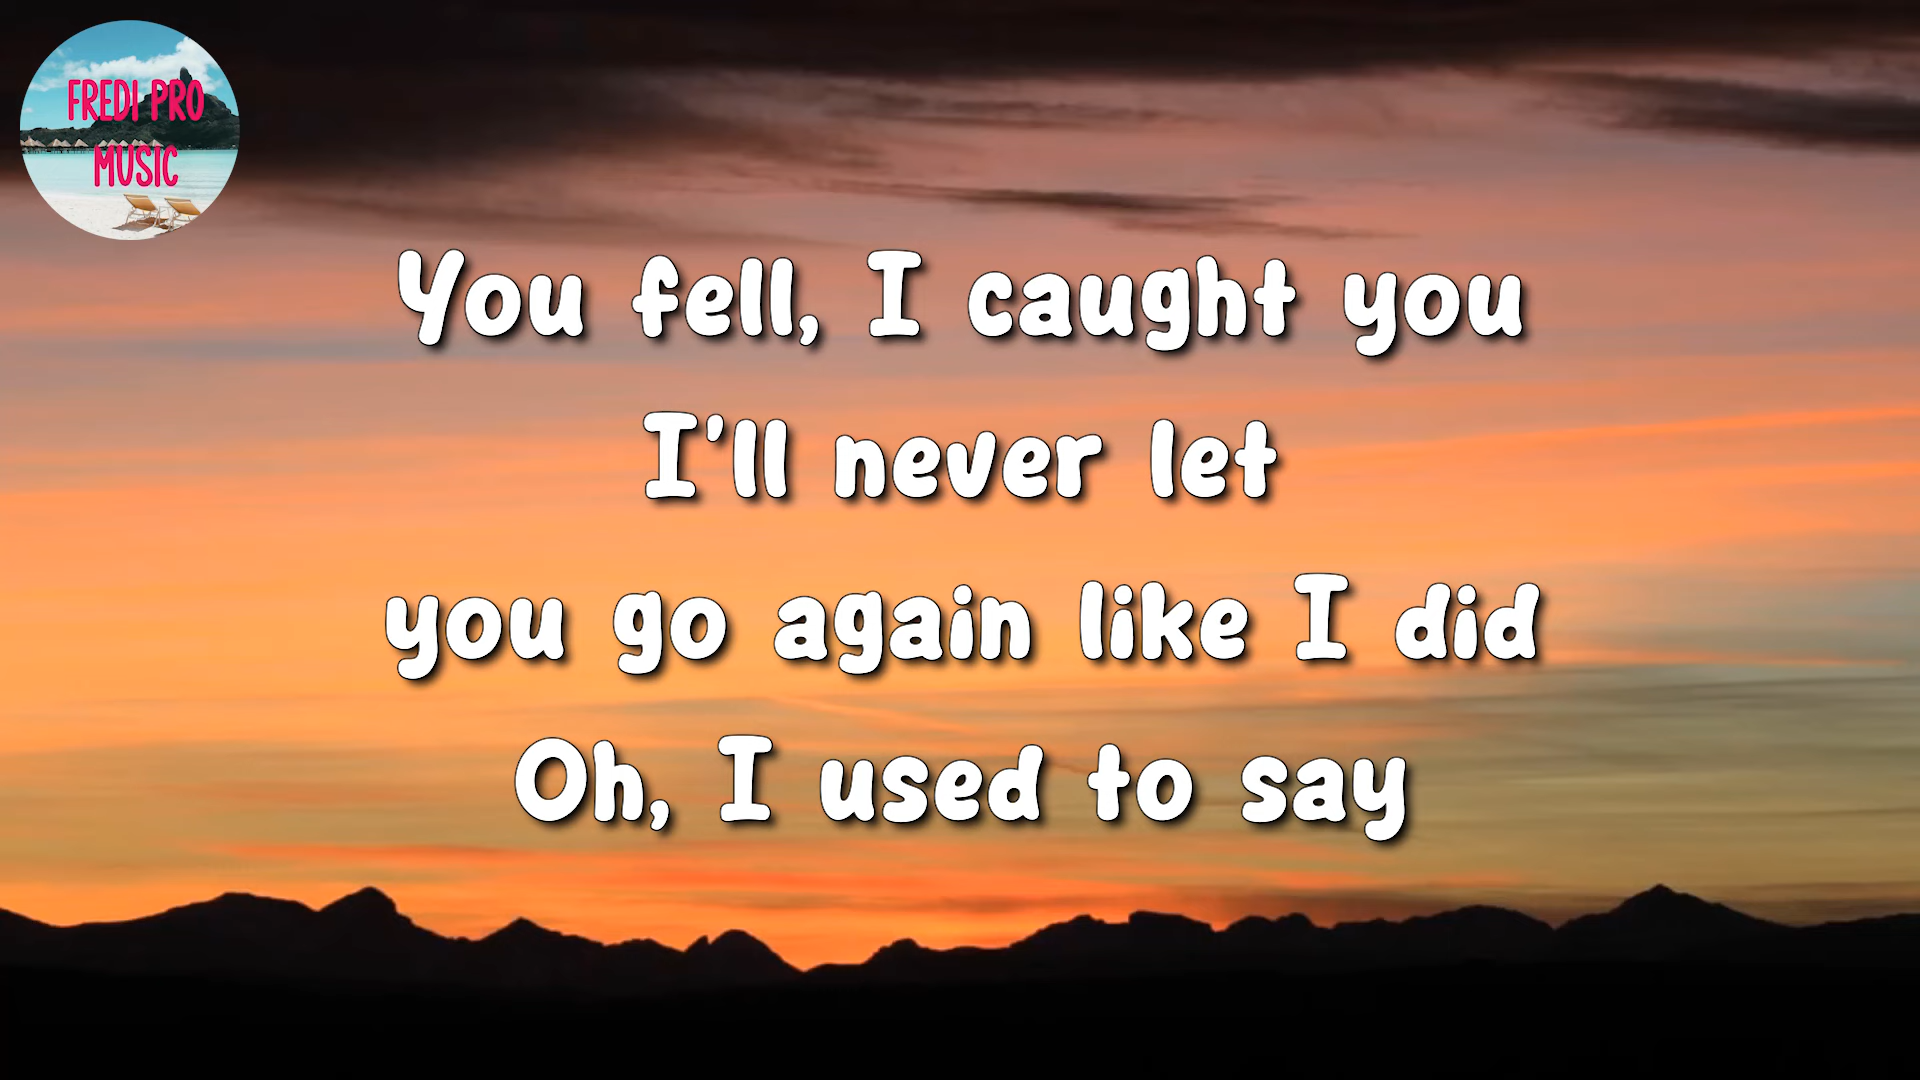 FREDI PRO
MUSIC
You fell, I caught you
I'll never let
you go again like I did
Oh, I used to say